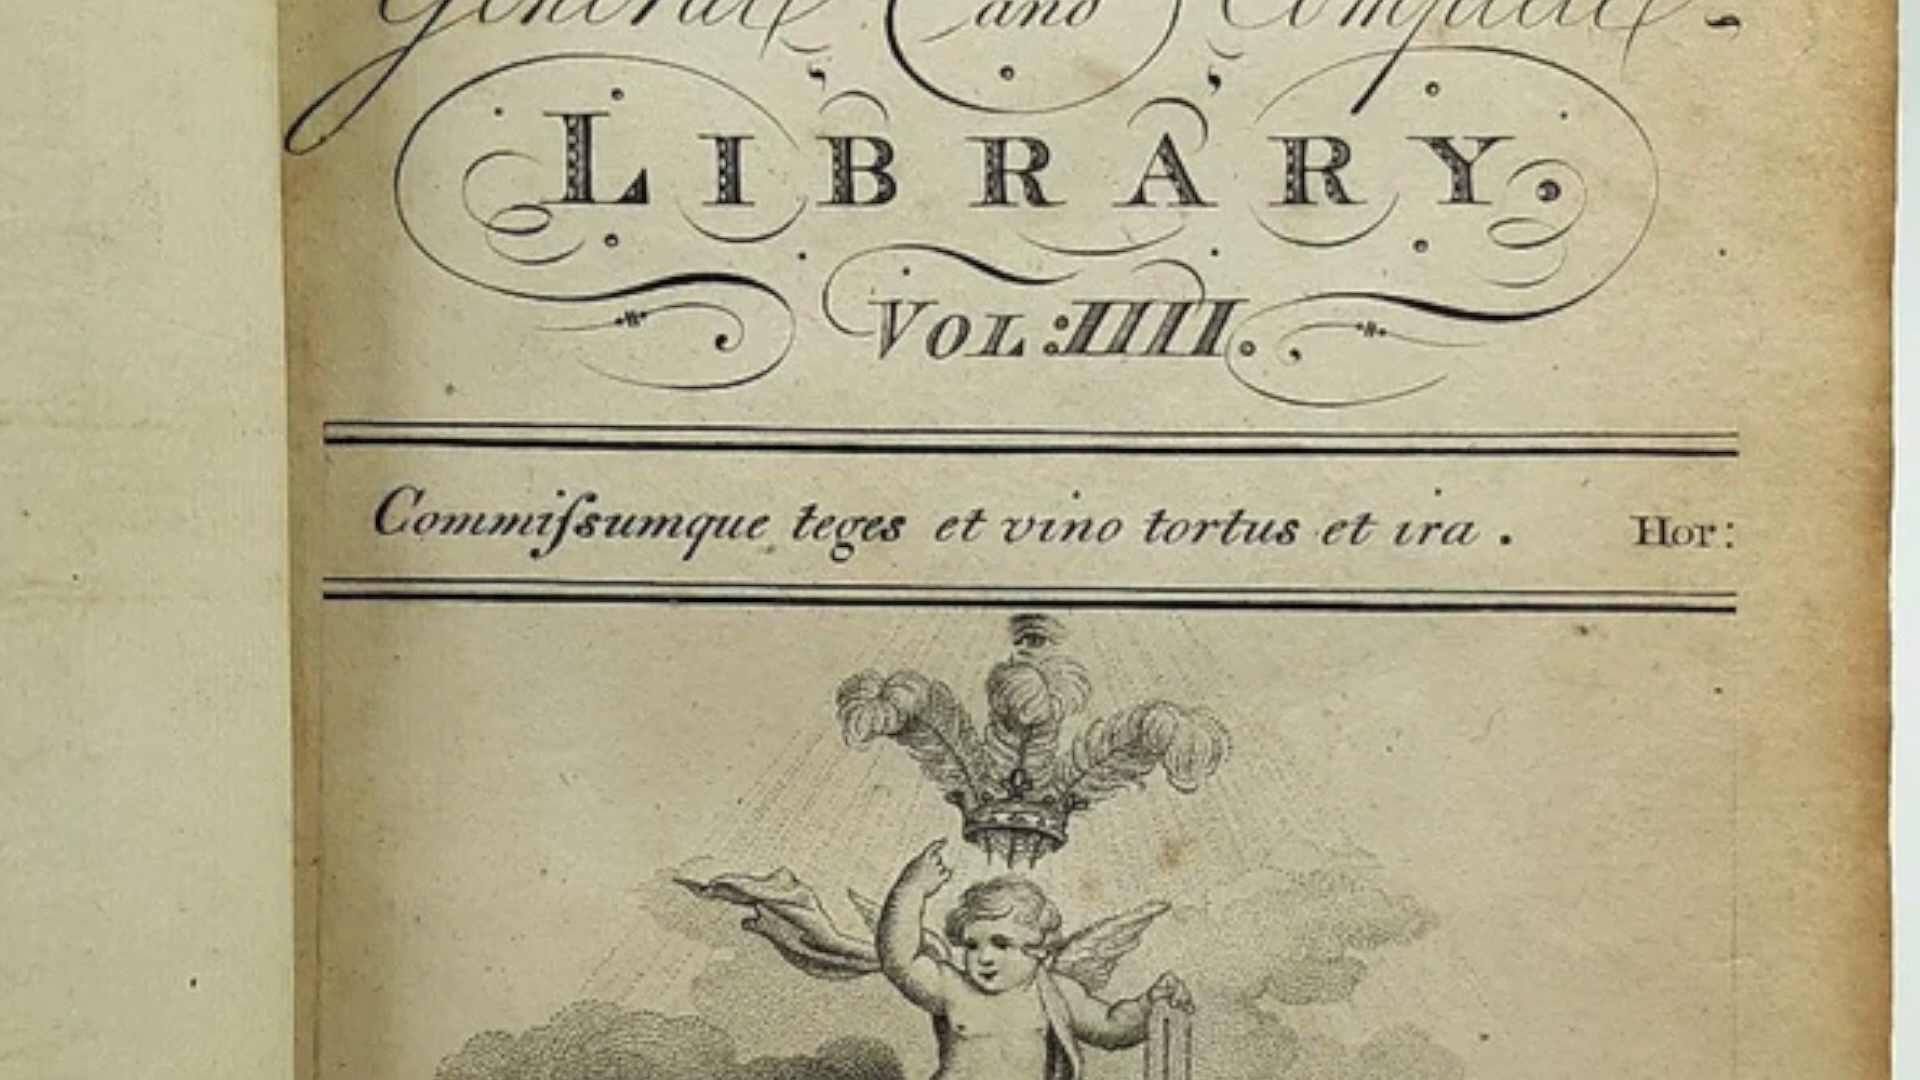 General and Complete
LIBRARY.
VOL: IIII.
Commiſsumque teges et vino tortus et ira. Hor: